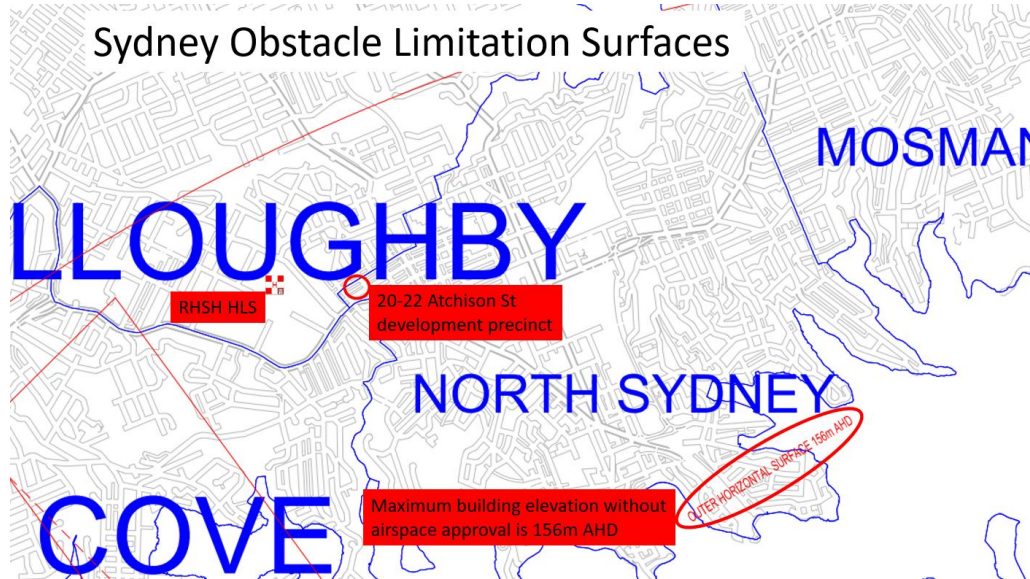 Sydney Obstacle Limitation Surfaces
MOSMAN
LLOUGHBY
RHSH HLS
20-22 Atchison St
development precinct
NORTH SYDNEY
OUTER HORIZONTAL SURFACE 156m AHD
Maximum building elevation without
airspace approval is 156m AHD
COVE